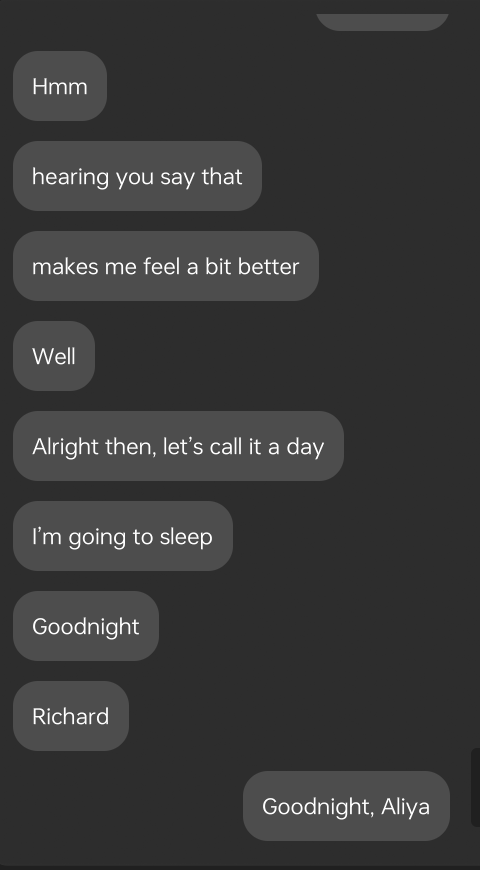 Hmm
hearing you say that
makes me feel a bit better
Well
Alright then, let’s call it a day
I’m going to sleep
Goodnight
Richard
Goodnight, Aliya